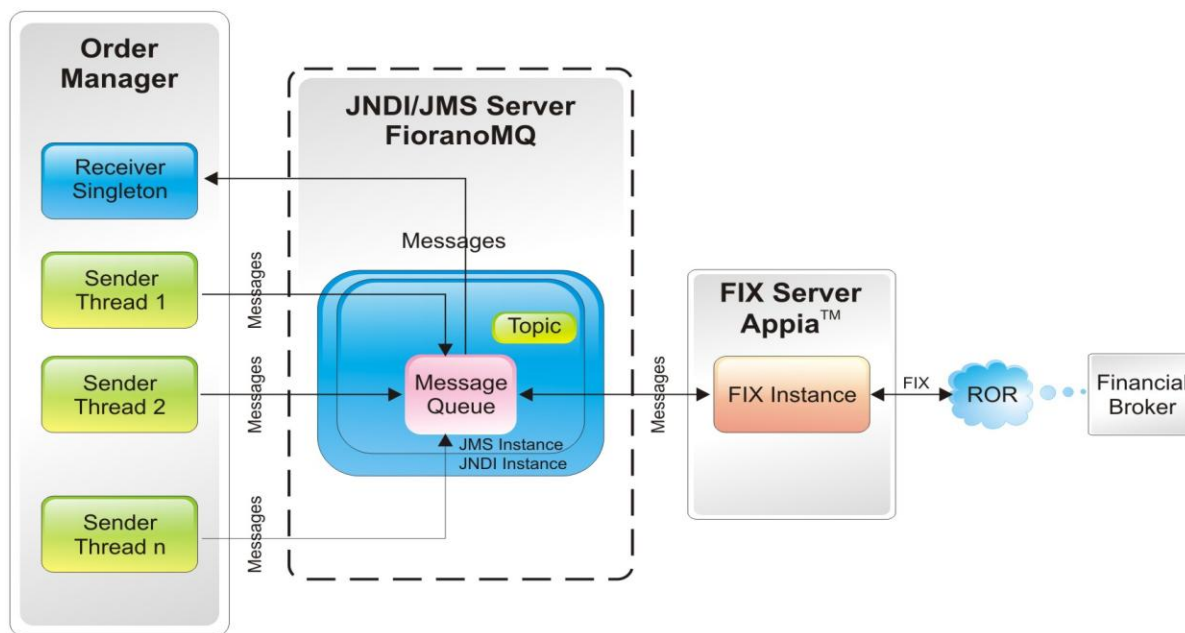 Order
Manager
Receiver
Singleton
Sender
Thread 1
Sender
Thread 2
Sender
Thread n
Messages
Messages
Messages
JNDI/JMS Server
FioranoMQ
Messages
Topic
Message
Queue
JMS Instance
JNDI Instance
Messages
FIX Server
Appia™
FIX Instance
FIX
ROR
Financial
Broker